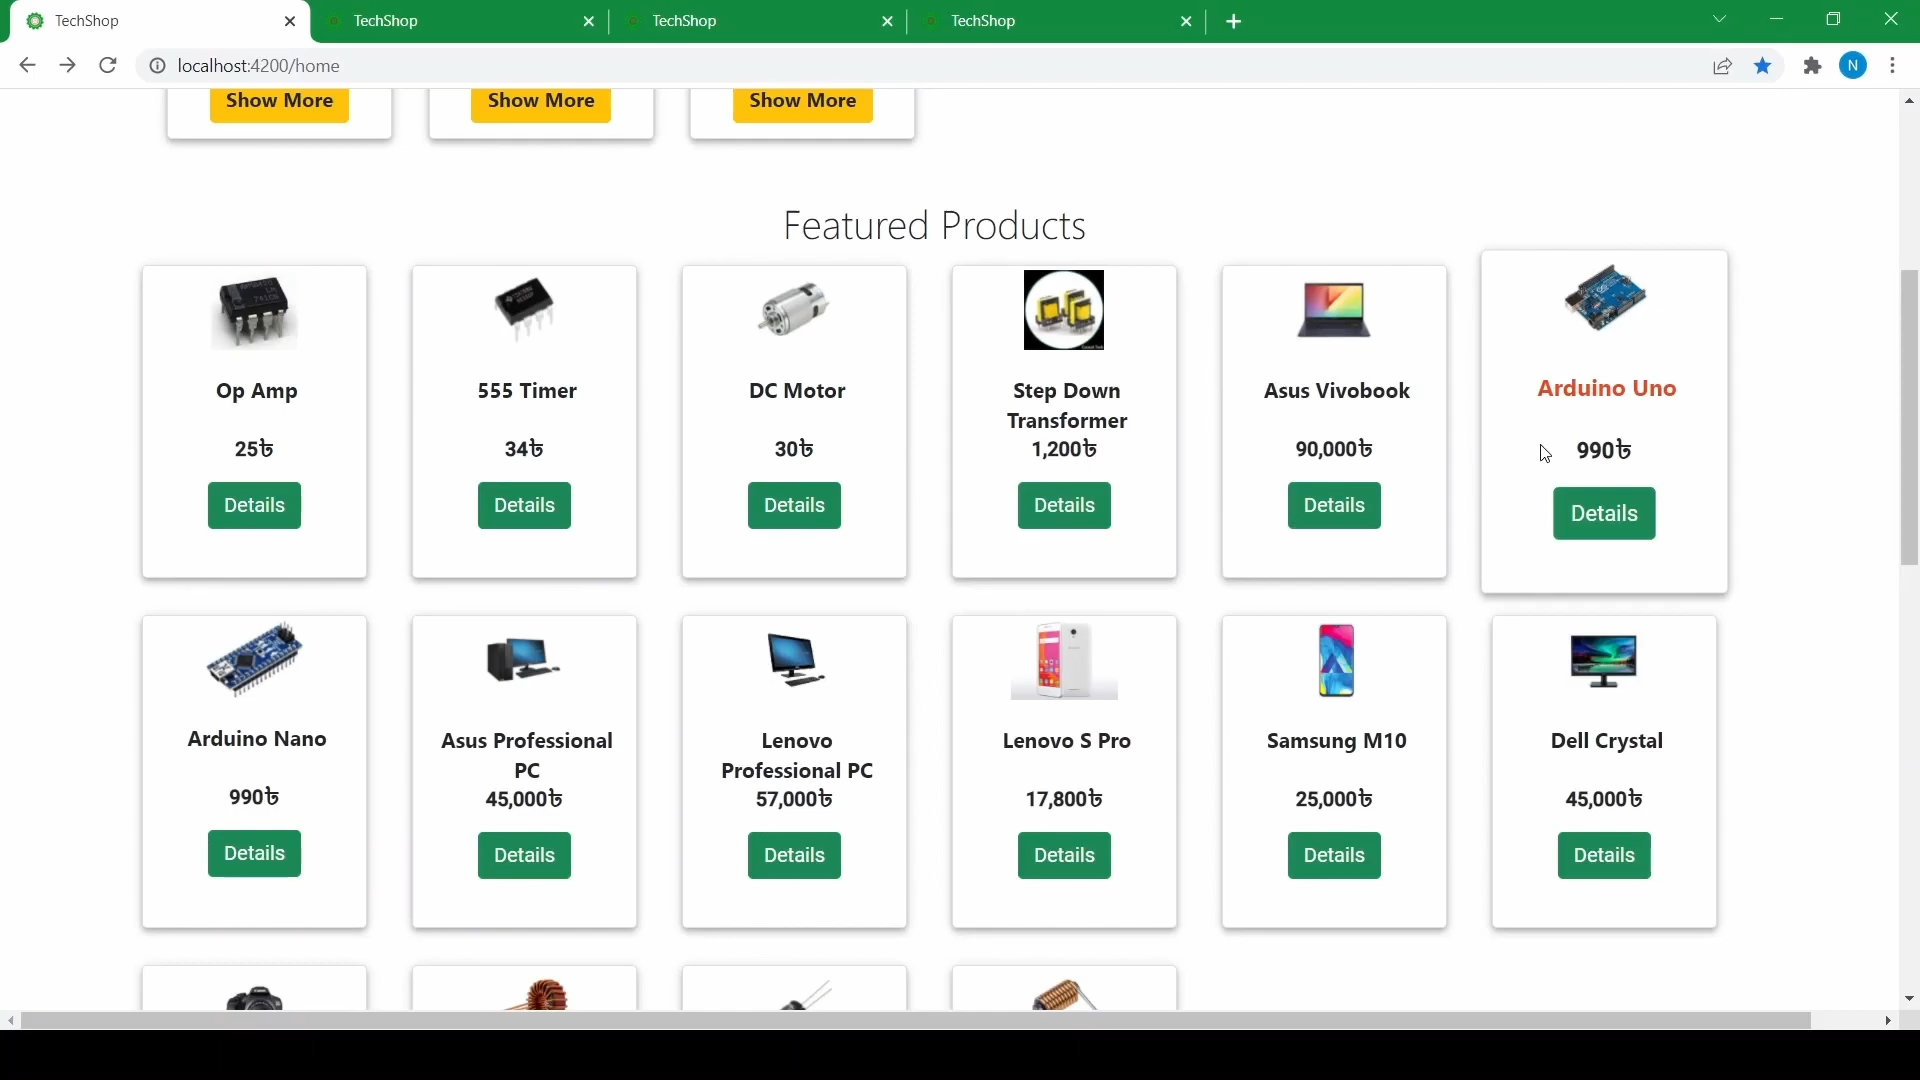 TechShop
TechShop
TechShop
TechShop
localhost:4200/home
N
Show More
Show More
Show More
Featured Products
Op Amp
25৳
Details
555 Timer
34৳
Details
DC Motor
30৳
Details
Step Down
Transformer
1,200৳
Details
Asus Vivobook
90,000৳
Details
Arduino Uno
990৳
Details
Arduino Nano
990৳
Details
Asus Professional
PC
45,000৳
Details
Lenovo
Professional PC
57,000৳
Details
Lenovo S Pro
17,800৳
Details
Samsung M10
25,000৳
Details
Dell Crystal
45,000৳
Details